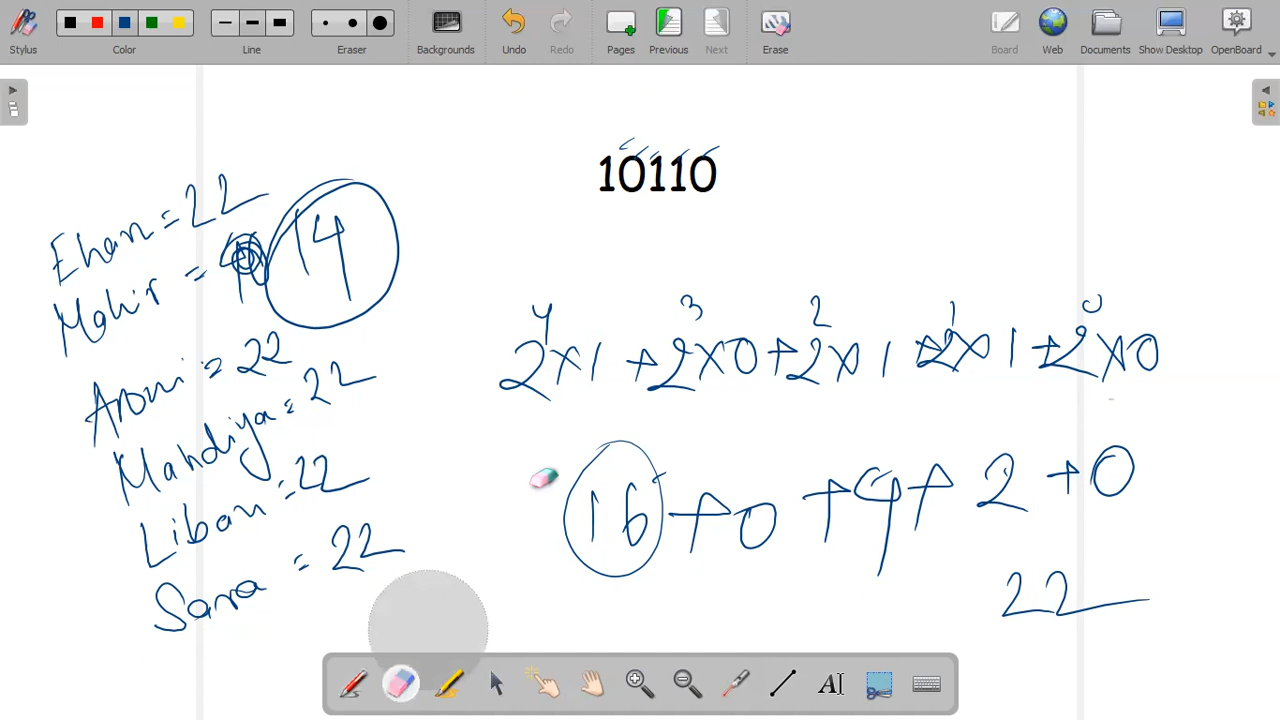 Stylus Color Line Eraser Backgrounds Undo Redo Pages Previous Next Erase Board Web Documents Show Desktop OpenBoard
10110
Ehan = 22
Mahir = 14
Aroni = 22
Mahdiya = 22
Liban = 22
Sara = 22
2⁴×1 + 2³×0 + 2²×1 + 2¹×1 + 2⁰×0
16 + 0 + 4 + 2 + 0
22